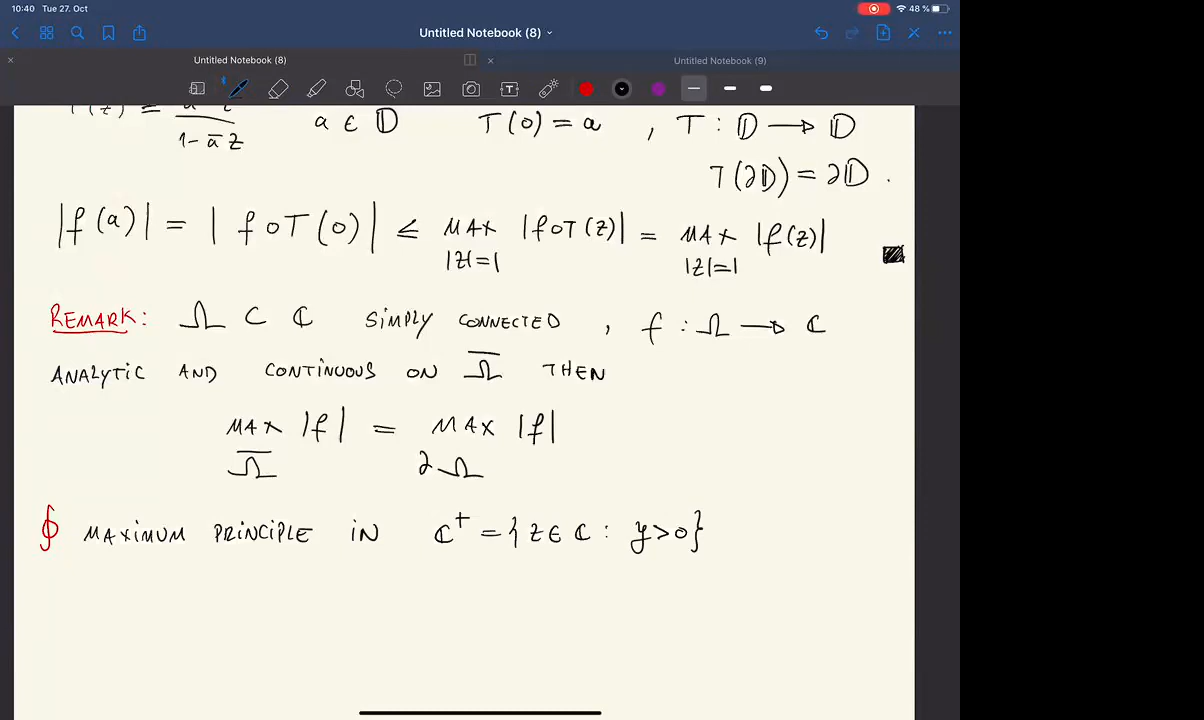 10:40 Tue 27. Oct 48 %
Untitled Notebook (8)
Untitled Notebook (8) Untitled Notebook (9)
1 - āz a ∈ 𝔻 T(0) = a , T : 𝔻 → 𝔻
T(∂𝔻) = ∂𝔻 .
|f(a)| = | f∘T(0)| ≤ MAX |f∘T(z)| = MAX |f(z)|
|z|=1 |z|=1
REMARK: Ω ⊂ ℂ SIMPLY CONNECTED , f : Ω → ℂ
ANALYTIC AND CONTINUOUS ON Ω̅ THEN
MAX |f| = MAX |f|
Ω̅ ∂Ω
∮ MAXIMUM PRINCIPLE IN ℂ⁺ = { z ∈ ℂ : y > 0 }